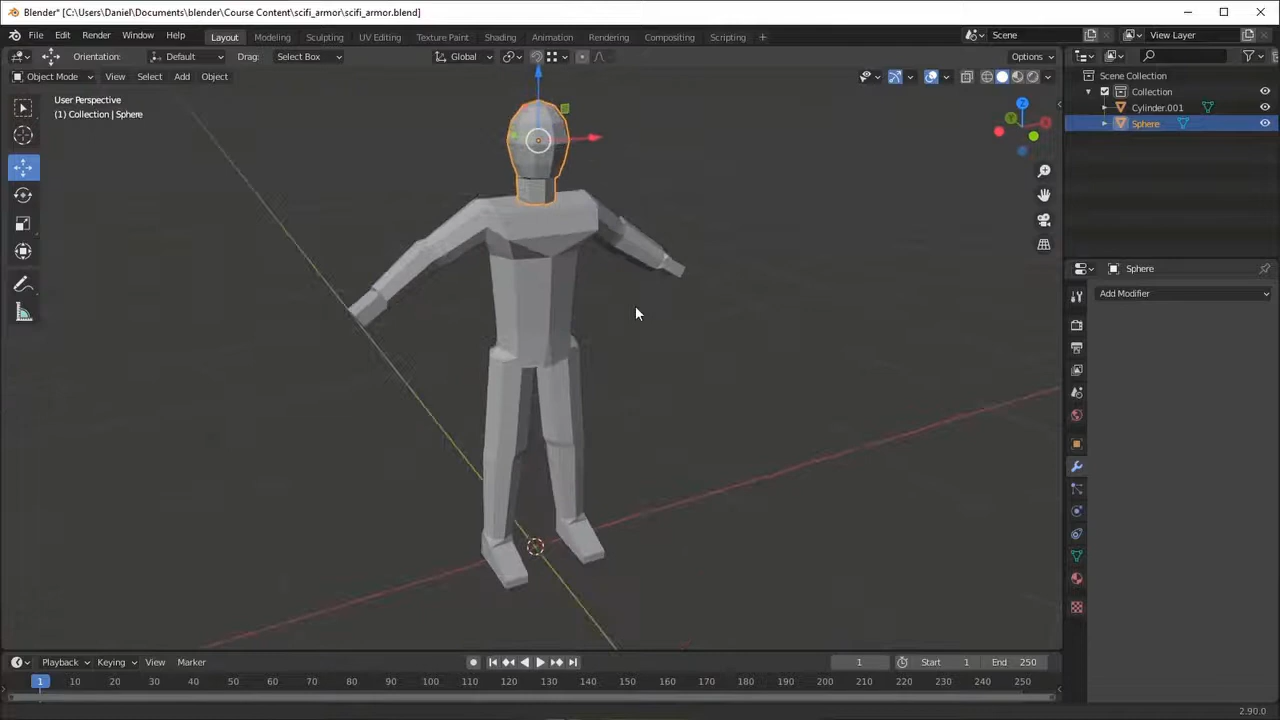 Blender* [C:\Users\Daniel\Documents\blender\Course Content\scifi_armor\scifi_armor.blend]
File Edit Render Window Help Layout Modeling Sculpting UV Editing Texture Paint Shading Animation Rendering Compositing Scripting + Scene View Layer
Orientation: Default Drag: Select Box Global Options
Object Mode View Select Add Object
User Perspective
(1) Collection | Sphere
Z
Y
X
Scene Collection
Collection
Cylinder.001
Sphere
Sphere
Add Modifier
Playback Keying View Marker 1 Start 1 End 250
1 10 20 30 40 50 60 70 80 90 100 110 120 130 140 150 160 170 180 190 200 210 220 230 240 250
2.90.0